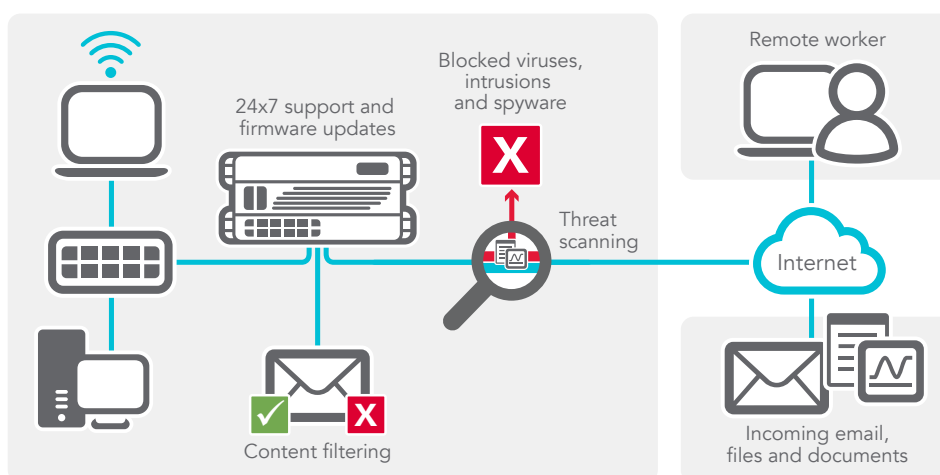 Blocked viruses,
intrusions
and spyware
24x7 support and
firmware updates
Threat
scanning
Content filtering
X
X
Remote worker
Internet
Incoming email,
files and documents